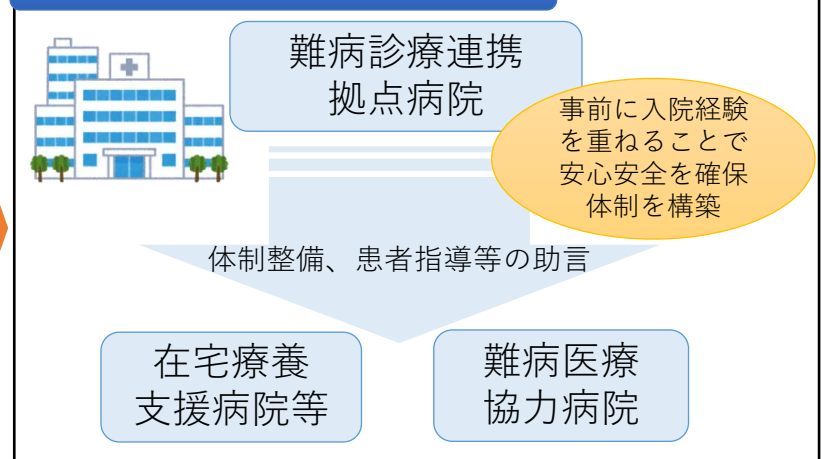 難病診療連携
拠点病院
事前に入院経験
を重ねることで
安心安全を確保
体制を構築
体制整備、患者指導等の助言
在宅療養
支援病院等
難病医療
協力病院